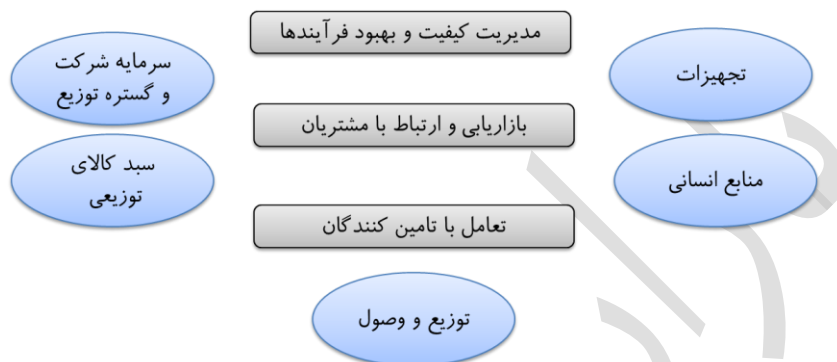 مدیریت کیفیت و بهبود فرآیندها
تجهیزات
سرمایه شرکت
و گستره توزیع
بازاریابی و ارتباط با مشتریان
منابع انسانی
سبد کالای
توزیعی
تعامل با تامین کنندگان
توزیع و وصول